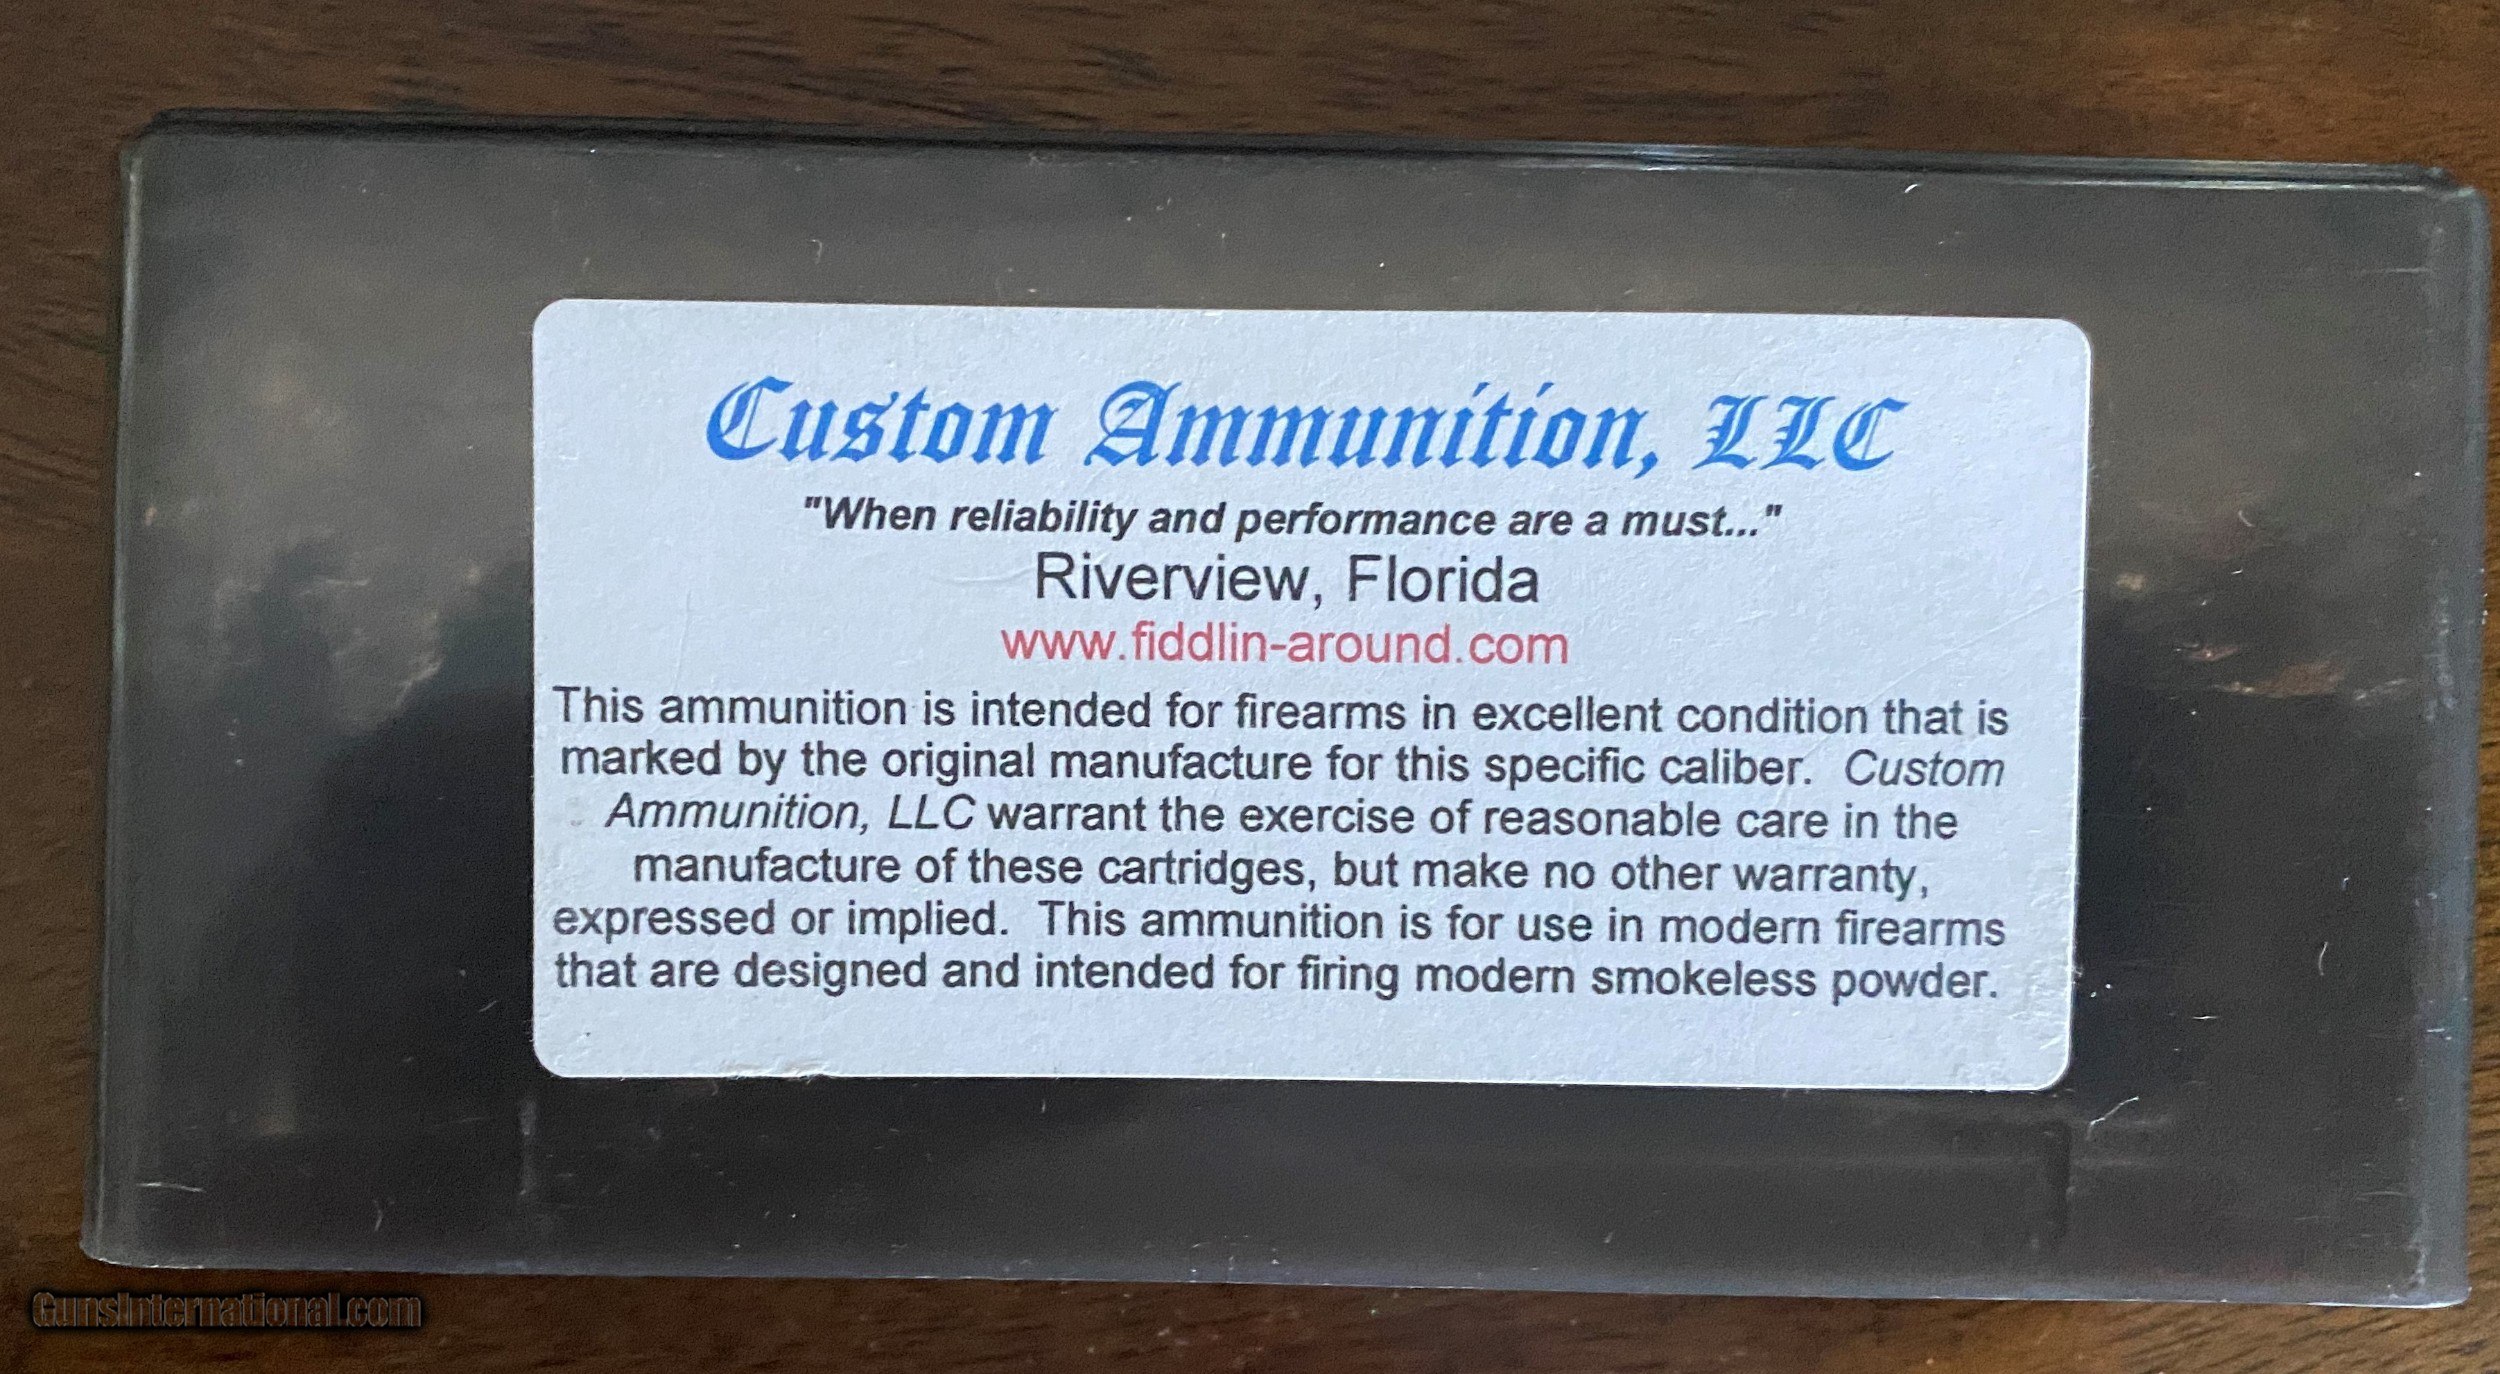 Custom Ammunition, LLC
"When reliability and performance are a must..."
Riverview, Florida
www.fiddlin-around.com
This ammunition is intended for firearms in excellent condition that is
marked by the original manufacture for this specific caliber.  Custom
Ammunition, LLC warrant the exercise of reasonable care in the
manufacture of these cartridges, but make no other warranty,
expressed or implied.  This ammunition is for use in modern firearms
that are designed and intended for firing modern smokeless powder.
GunsInternational.com